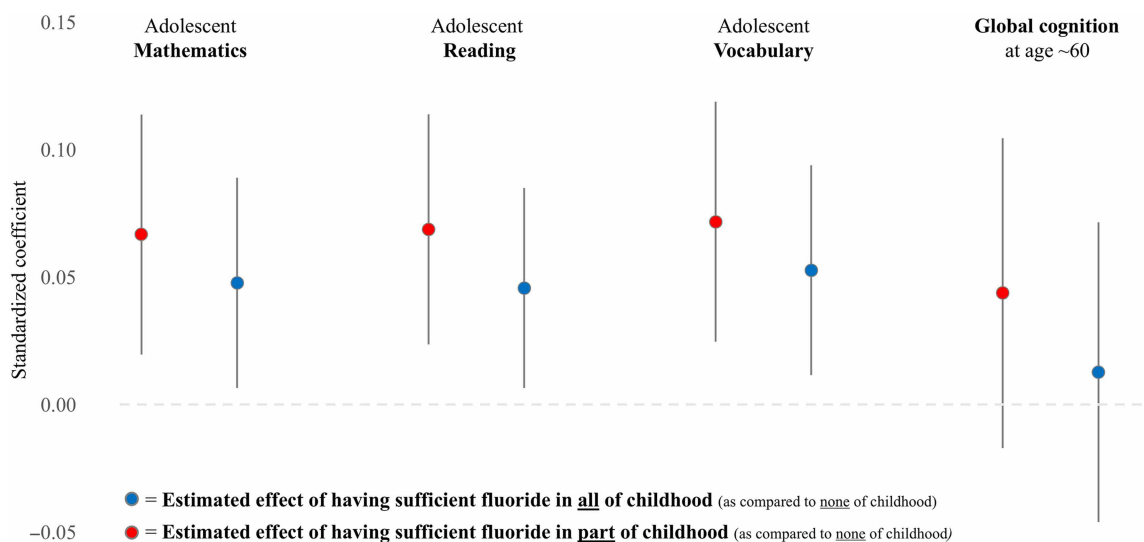 0.15
Adolescent
Mathematics
Adolescent
Reading
Adolescent
Vocabulary
Global cognition
at age ~60
0.10
0.05
0.00
−0.05
Standardized coefficient
= Estimated effect of having sufficient fluoride in all of childhood (as compared to none of childhood)
= Estimated effect of having sufficient fluoride in part of childhood (as compared to none of childhood)